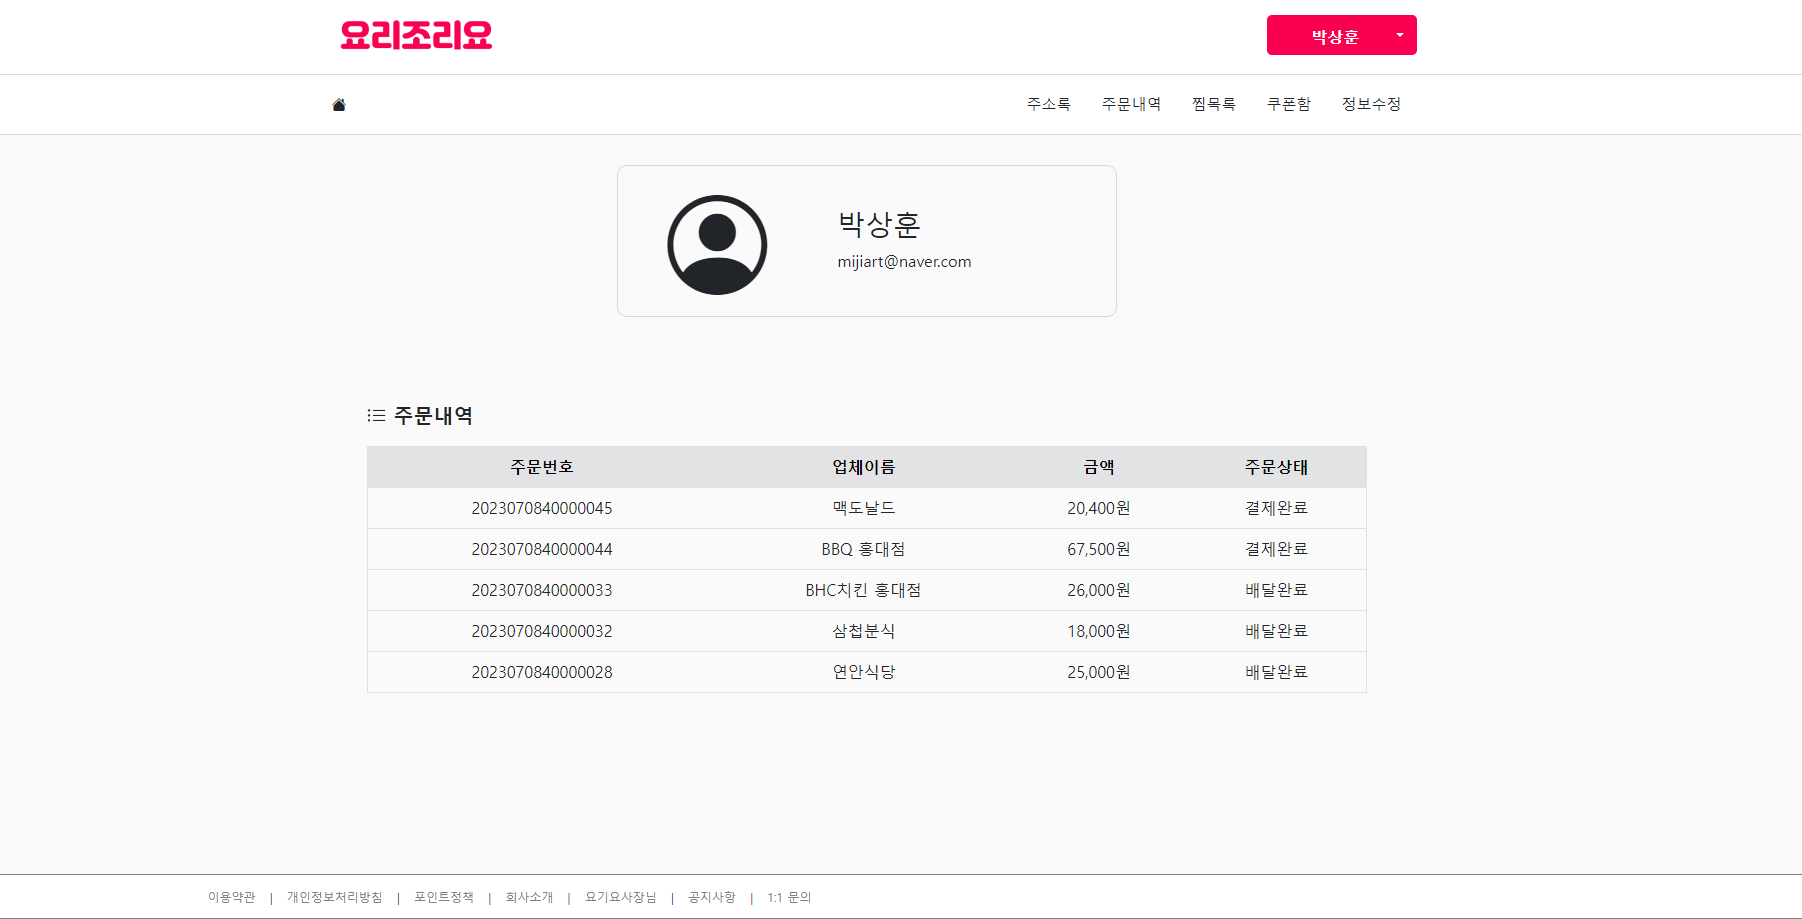 요리조리요
박상훈
주소록 주문내역 찜목록 쿠폰함 정보수정
박상훈
mijiart@naver.com
주문내역
주문번호 업체이름 금액 주문상태
2023070840000045 맥도날드 20,400원 결제완료
2023070840000044 BBQ 홍대점 67,500원 결제완료
2023070840000033 BHC치킨 홍대점 26,000원 배달완료
2023070840000032 삼첩분식 18,000원 배달완료
2023070840000028 연안식당 25,000원 배달완료
이용약관 | 개인정보처리방침 | 포인트정책 | 회사소개 | 요기요사장님 | 공지사항 | 1:1 문의